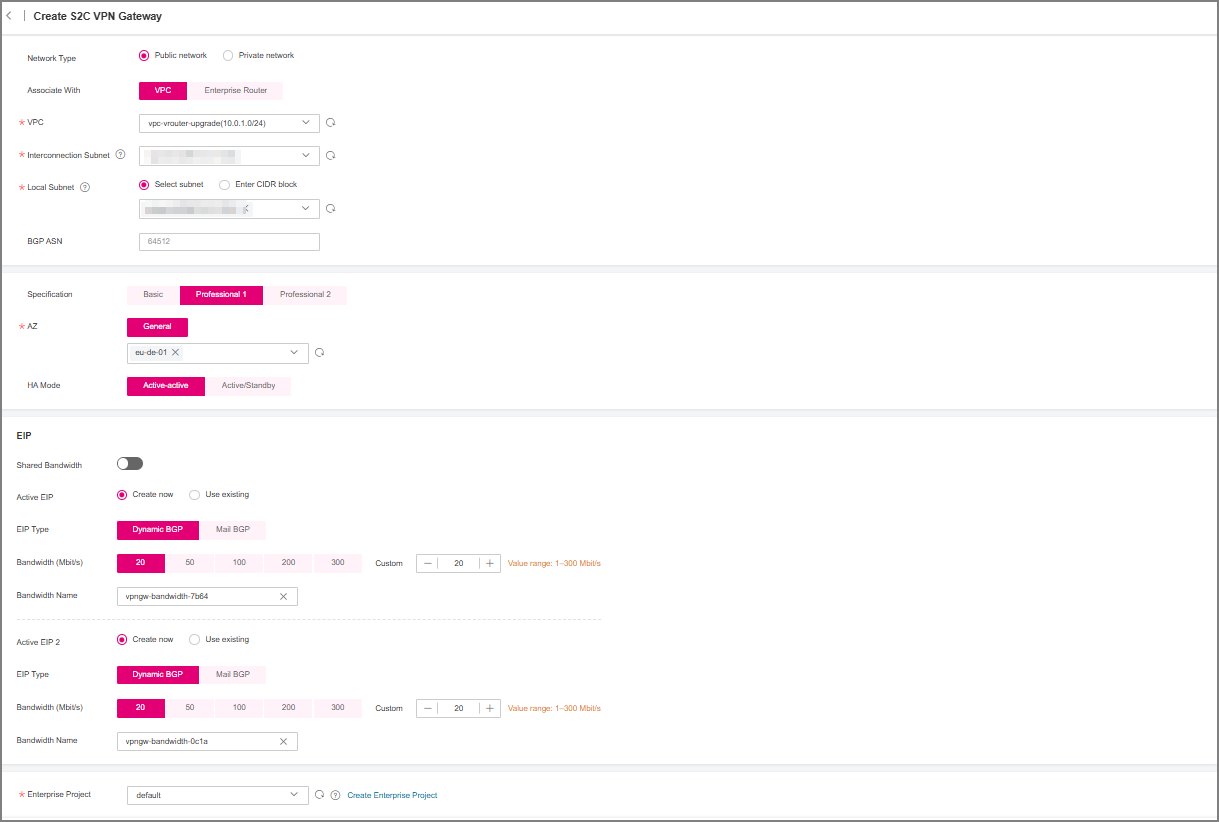 Create S2C VPN Gateway
Network Type Public network Private network
Associate With VPC Enterprise Router
* VPC vpc-vrouter-upgrade(10.0.1.0/24)
* Interconnection Subnet ?
* Local Subnet ? Select subnet Enter CIDR block
BGP ASN 64512
Specification Basic Professional 1 Professional 2
* AZ General
eu-de-01
HA Mode Active-active Active/Standby
EIP
Shared Bandwidth
Active EIP Create now Use existing
EIP Type Dynamic BGP Mail BGP
Bandwidth (Mbit/s) 20 50 100 200 300 Custom − 20 + Value range: 1–300 Mbit/s
Bandwidth Name vpngw-bandwidth-7b64
Active EIP 2 Create now Use existing
EIP Type Dynamic BGP Mail BGP
Bandwidth (Mbit/s) 20 50 100 200 300 Custom − 20 + Value range: 1–300 Mbit/s
Bandwidth Name vpngw-bandwidth-0c1a
* Enterprise Project default ? Create Enterprise Project